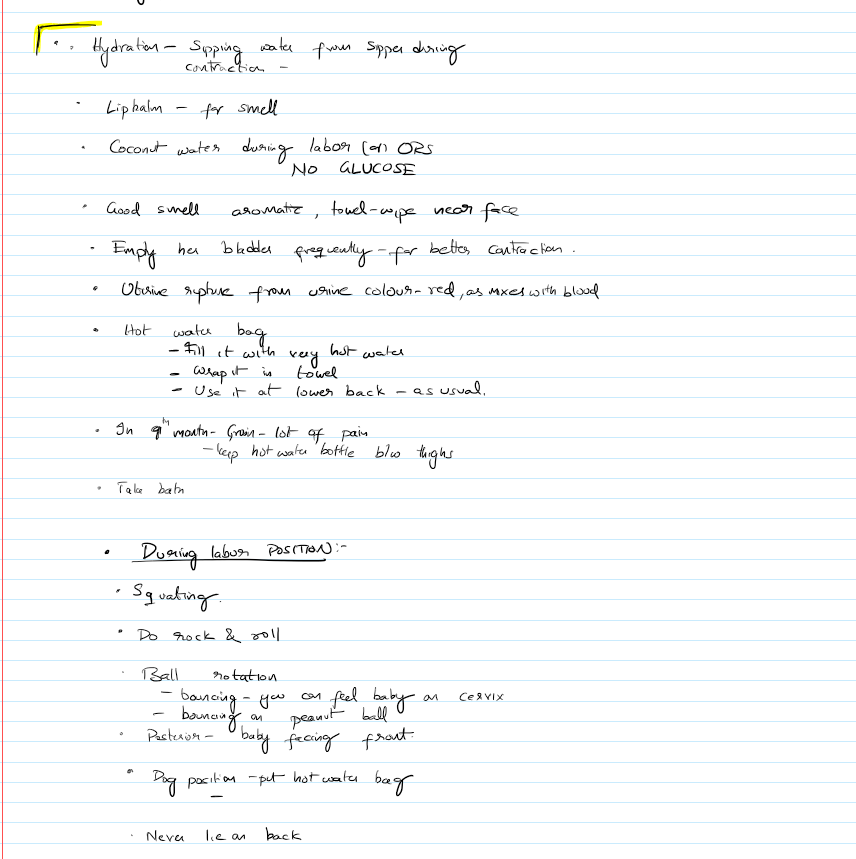 Hydration - Sipping water from sipper during
contraction -
Lip balm - for smell
Coconut water during labor (or) ORS
NO GLUCOSE
Good smell aromatic, towel-wipe near face
Empty her bladder frequently - for better contraction.
Uterine rupture from urine colour - red, as mixes with blood
Hot water bag
- Fill it with very hot water
- Wrap it in towel
- Use it at lower back - as usual.
In 9th month - Groin - lot of pain
- keep hot water bottle b/w thighs
Take bath
During labor POSITION:-
Squating.
Do rock & roll
Ball rotation
- bouncing - you can feel baby on cervix
- bouncing on peanut ball
Posterior - baby facing front.
Dog position - put hot water bag
Never lie on back